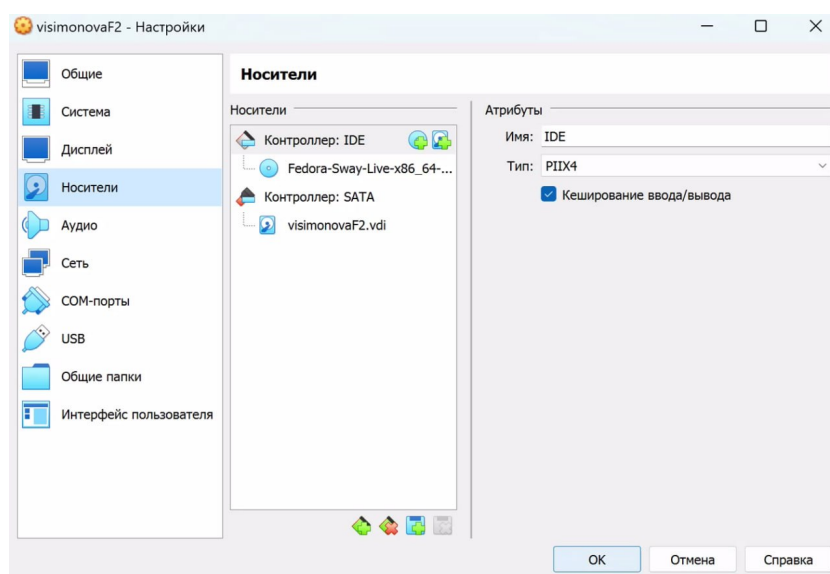 visimonovaF2 - Настройки
Общие
Система
Дисплей
Носители
Аудио
Сеть
COM-порты
USB
Общие папки
Интерфейс пользователя
Носители
Носители
Контроллер: IDE
Fedora-Sway-Live-x86_64-...
Контроллер: SATA
visimonovaF2.vdi
Атрибуты
Имя: IDE
Тип: PIIX4
Кеширование ввода/вывода
OK
Отмена
Справка